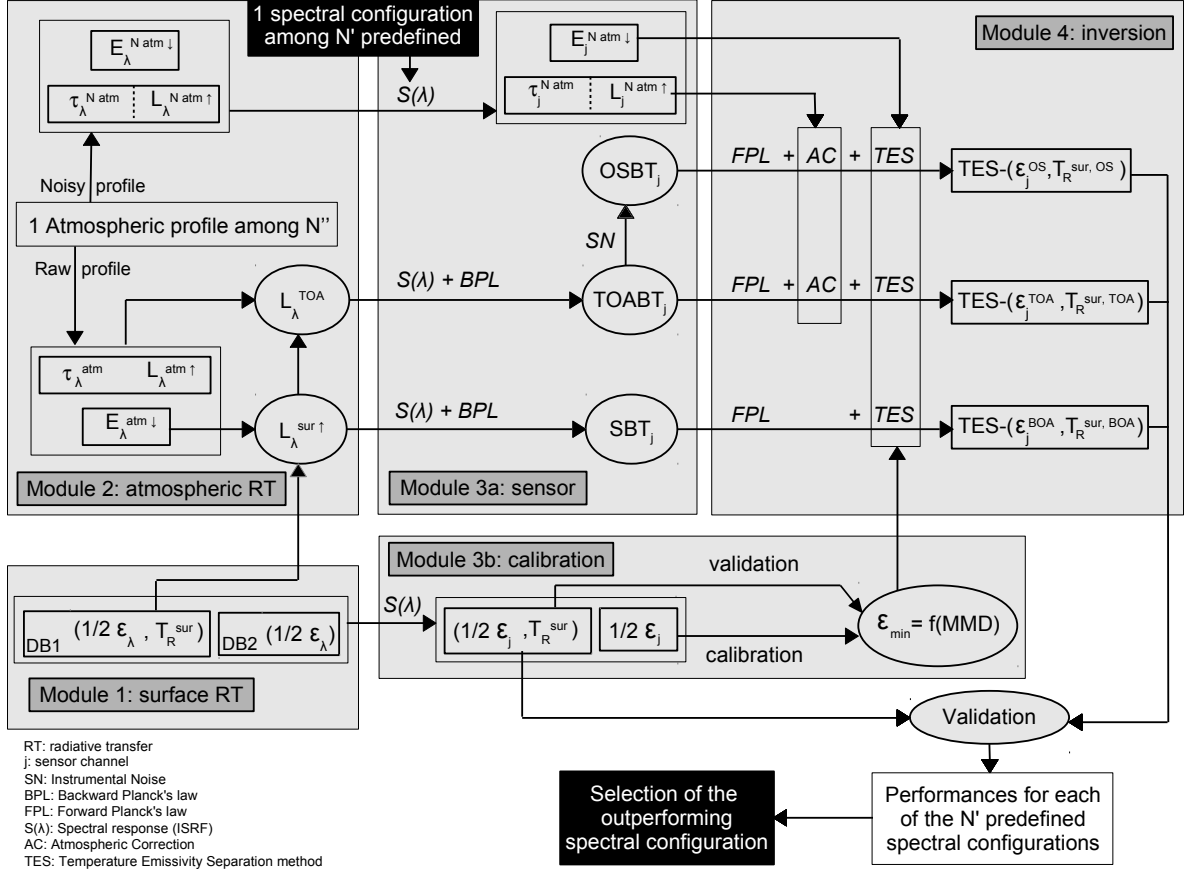 1 spectral configuration
among N' predefined
Module 4: inversion
E_λ^{N atm ↓}
τ_λ^{N atm} L_λ^{N atm ↑}
S(λ)
E_j^{N atm ↓}
τ_j^{N atm} L_j^{N atm ↑}
Noisy profile
1 Atmospheric profile among N''
Raw profile
OSBT_j
FPL + AC + TES
TES-(ε_j^{OS},T_R^{sur, OS})
SN
L_λ^{TOA}
S(λ) + BPL
TOABT_j
FPL + AC + TES
TES-(ε_j^{TOA},T_R^{sur, TOA})
τ_λ^{atm} L_λ^{atm ↑}
E_λ^{atm ↓}
L_λ^{sur ↑}
S(λ) + BPL
SBT_j
FPL + TES
TES-(ε_j^{BOA},T_R^{sur, BOA})
Module 2: atmospheric RT
Module 3a: sensor
Module 3b: calibration
validation
S(λ)
DB1 (1/2 ε_λ , T_R^{sur})
DB2 (1/2 ε_λ)
(1/2 ε_j , T_R^{sur})
1/2 ε_j
calibration
ε_{min}= f(MMD)
Module 1: surface RT
Validation
RT: radiative transfer
j: sensor channel
SN: Instrumental Noise
BPL: Backward Planck's law
FPL: Forward Planck's law
S(λ): Spectral response (ISRF)
AC: Atmospheric Correction
TES: Temperature Emissivity Separation method
Selection of the
outperforming
spectral configuration
Performances for each
of the N' predefined
spectral configurations